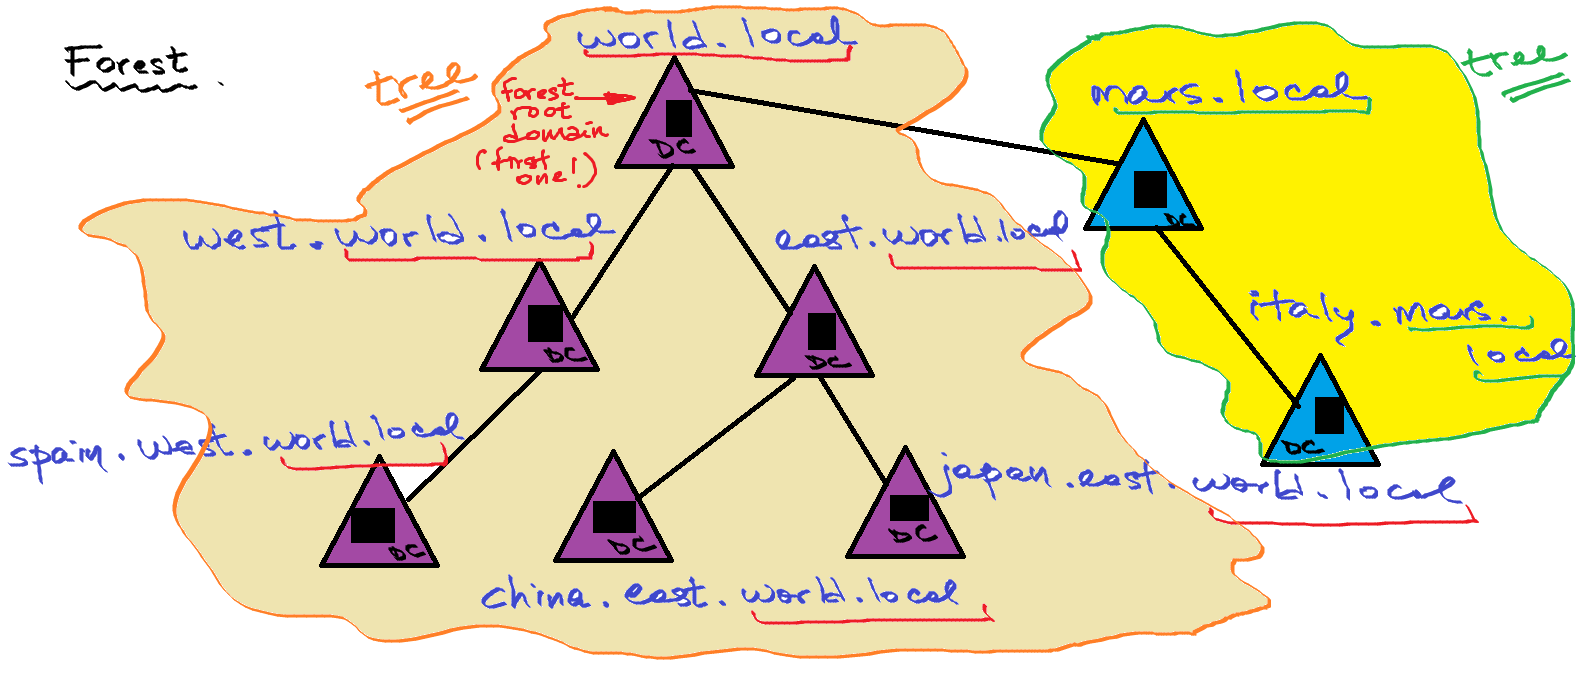 Forest
tree
world.local
forest
root
domain
(first
one!)
DC
mars.local
tree
DC
west.world.local
east.world.local
DC
DC
italy.mars.
local
DC
spain.west.world.local
DC
DC
japan.east.world.local
DC
china.east.world.local